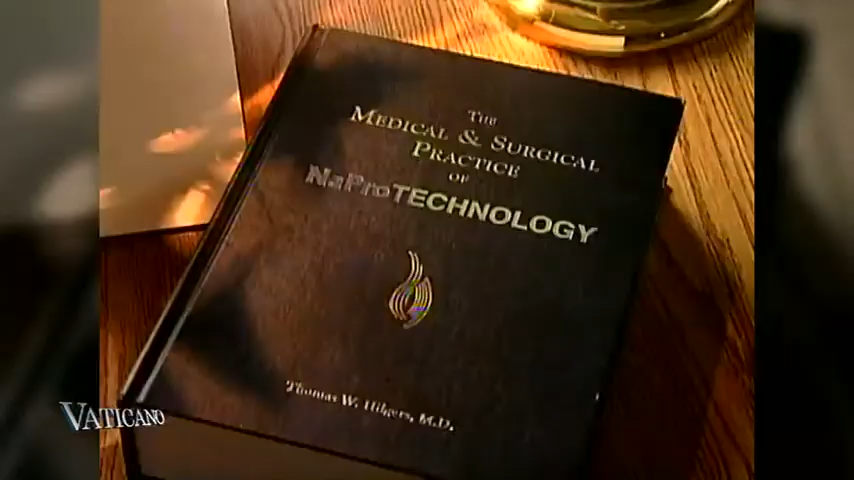 THE
MEDICAL & SURGICAL
PRACTICE
OF
NaProTECHNOLOGY
Thomas W. Hilgers, M.D.
VATICANO